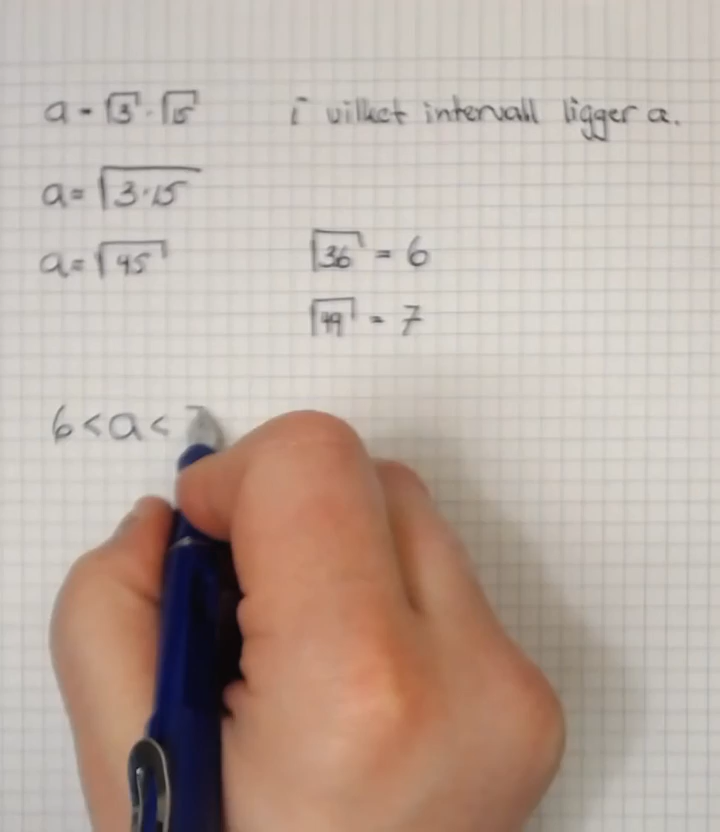 a = √3 · √15 i vilket intervall ligger a.
a = √3·15
a = √45 √36 = 6
√49 = 7
6 < a < 7